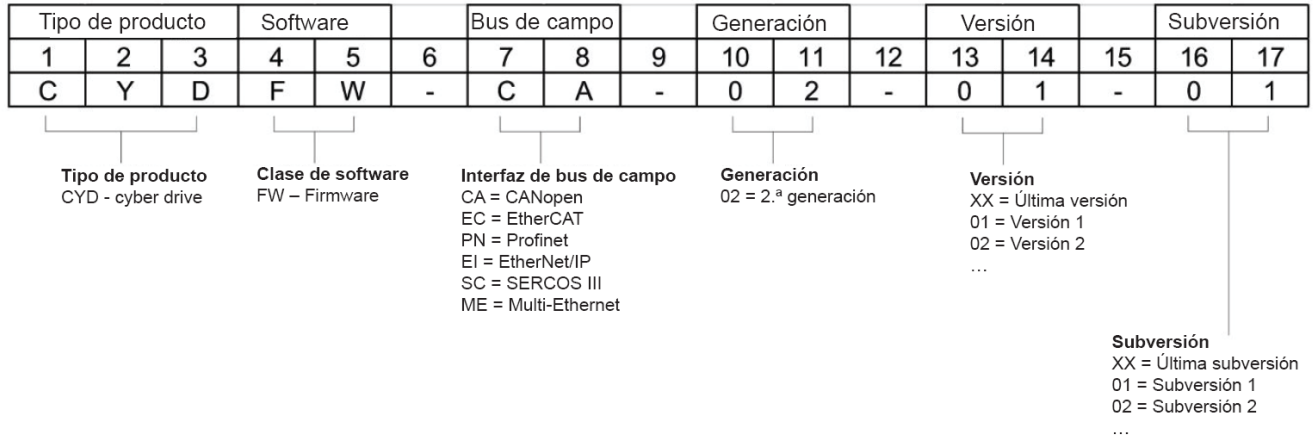 Tipo de producto Software Bus de campo Generación Versión Subversión
1 2 3 4 5 6 7 8 9 10 11 12 13 14 15 16 17
C Y D F W - C A - 0 2 - 0 1 - 0 1
Tipo de producto
CYD - cyber drive
Clase de software
FW – Firmware
Interfaz de bus de campo
CA = CANopen
EC = EtherCAT
PN = Profinet
EI = EtherNet/IP
SC = SERCOS III
ME = Multi-Ethernet
Generación
02 = 2.ª generación
Versión
XX = Última versión
01 = Versión 1
02 = Versión 2
…
Subversión
XX = Última subversión
01 = Subversión 1
02 = Subversión 2
…